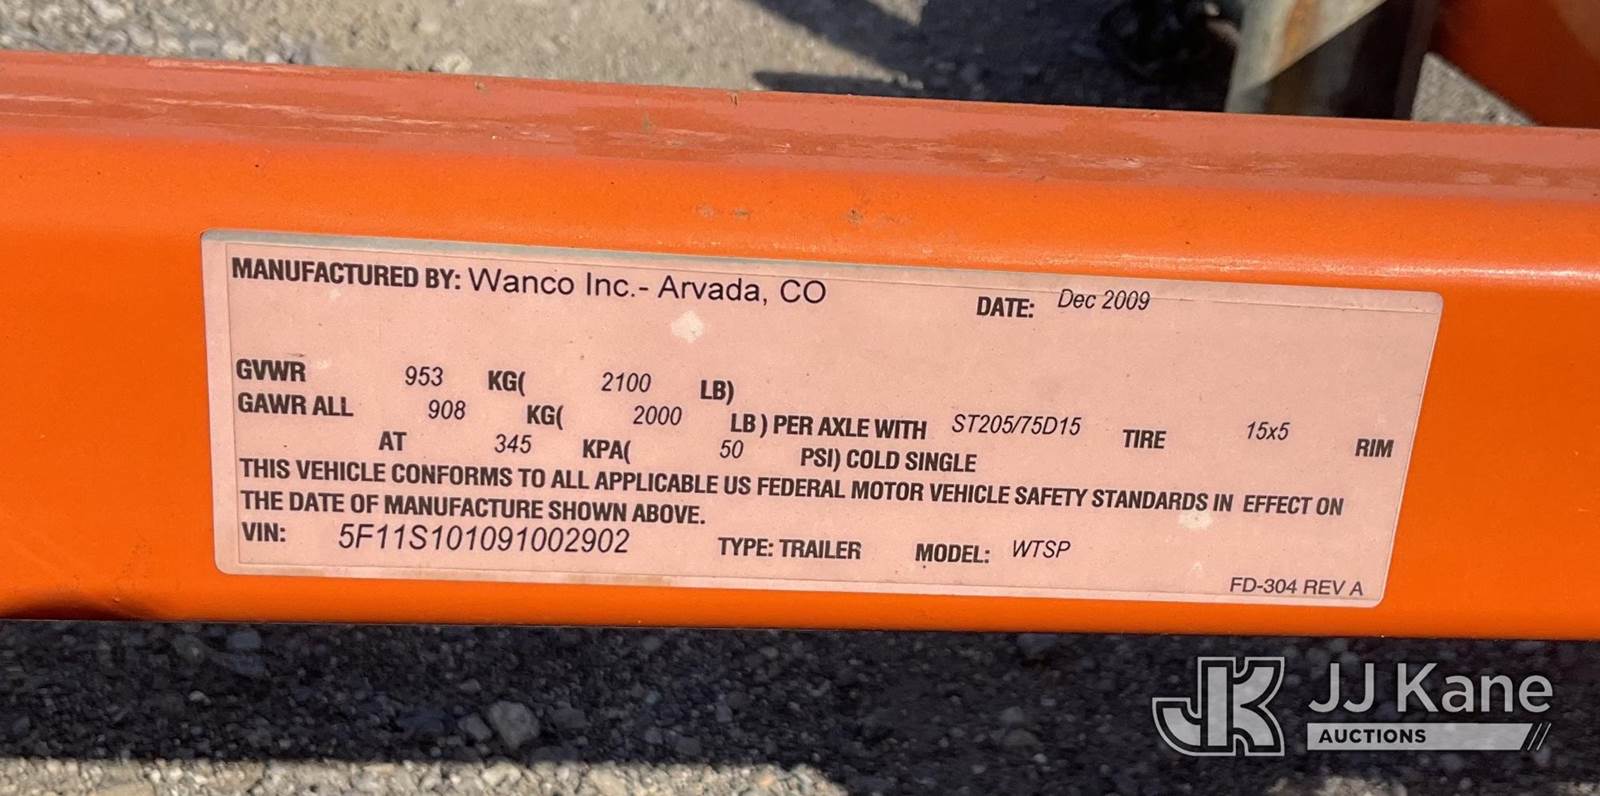 MANUFACTURED BY: Wanco Inc.- Arvada, CO DATE: Dec 2009
GVWR 953 KG( 2100 LB)
GAWR ALL 908 KG( 2000 LB ) PER AXLE WITH ST205/75D15 TIRE 15x5 RIM
AT 345 KPA( 50 PSI) COLD SINGLE
THIS VEHICLE CONFORMS TO ALL APPLICABLE US FEDERAL MOTOR VEHICLE SAFETY STANDARDS IN EFFECT ON
THE DATE OF MANUFACTURE SHOWN ABOVE.
VIN: 5F11S101091002902 TYPE: TRAILER MODEL: WTSP
FD-304 REV A
JK JJ Kane
AUCTIONS